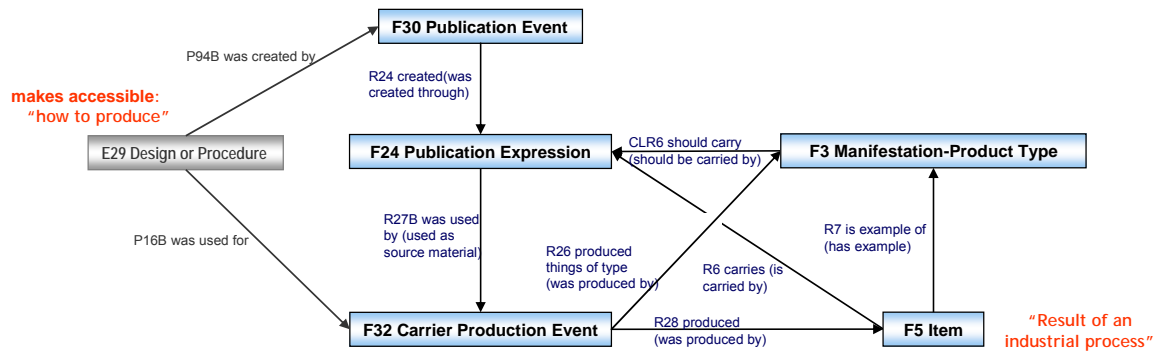 F30 Publication Event
P94B was created by
R24 created(was
created through)
makes accessible:
"how to produce"
E29 Design or Procedure
F24 Publication Expression
CLR6 should carry
(should be carried by)
F3 Manifestation-Product Type
R27B was used
by (used as
source material)
P16B was used for
R26 produced
things of type
(was produced by)
R6 carries (is
carried by)
R7 is example of
(has example)
F32 Carrier Production Event
R28 produced
(was produced by)
F5 Item
"Result of an
industrial process"